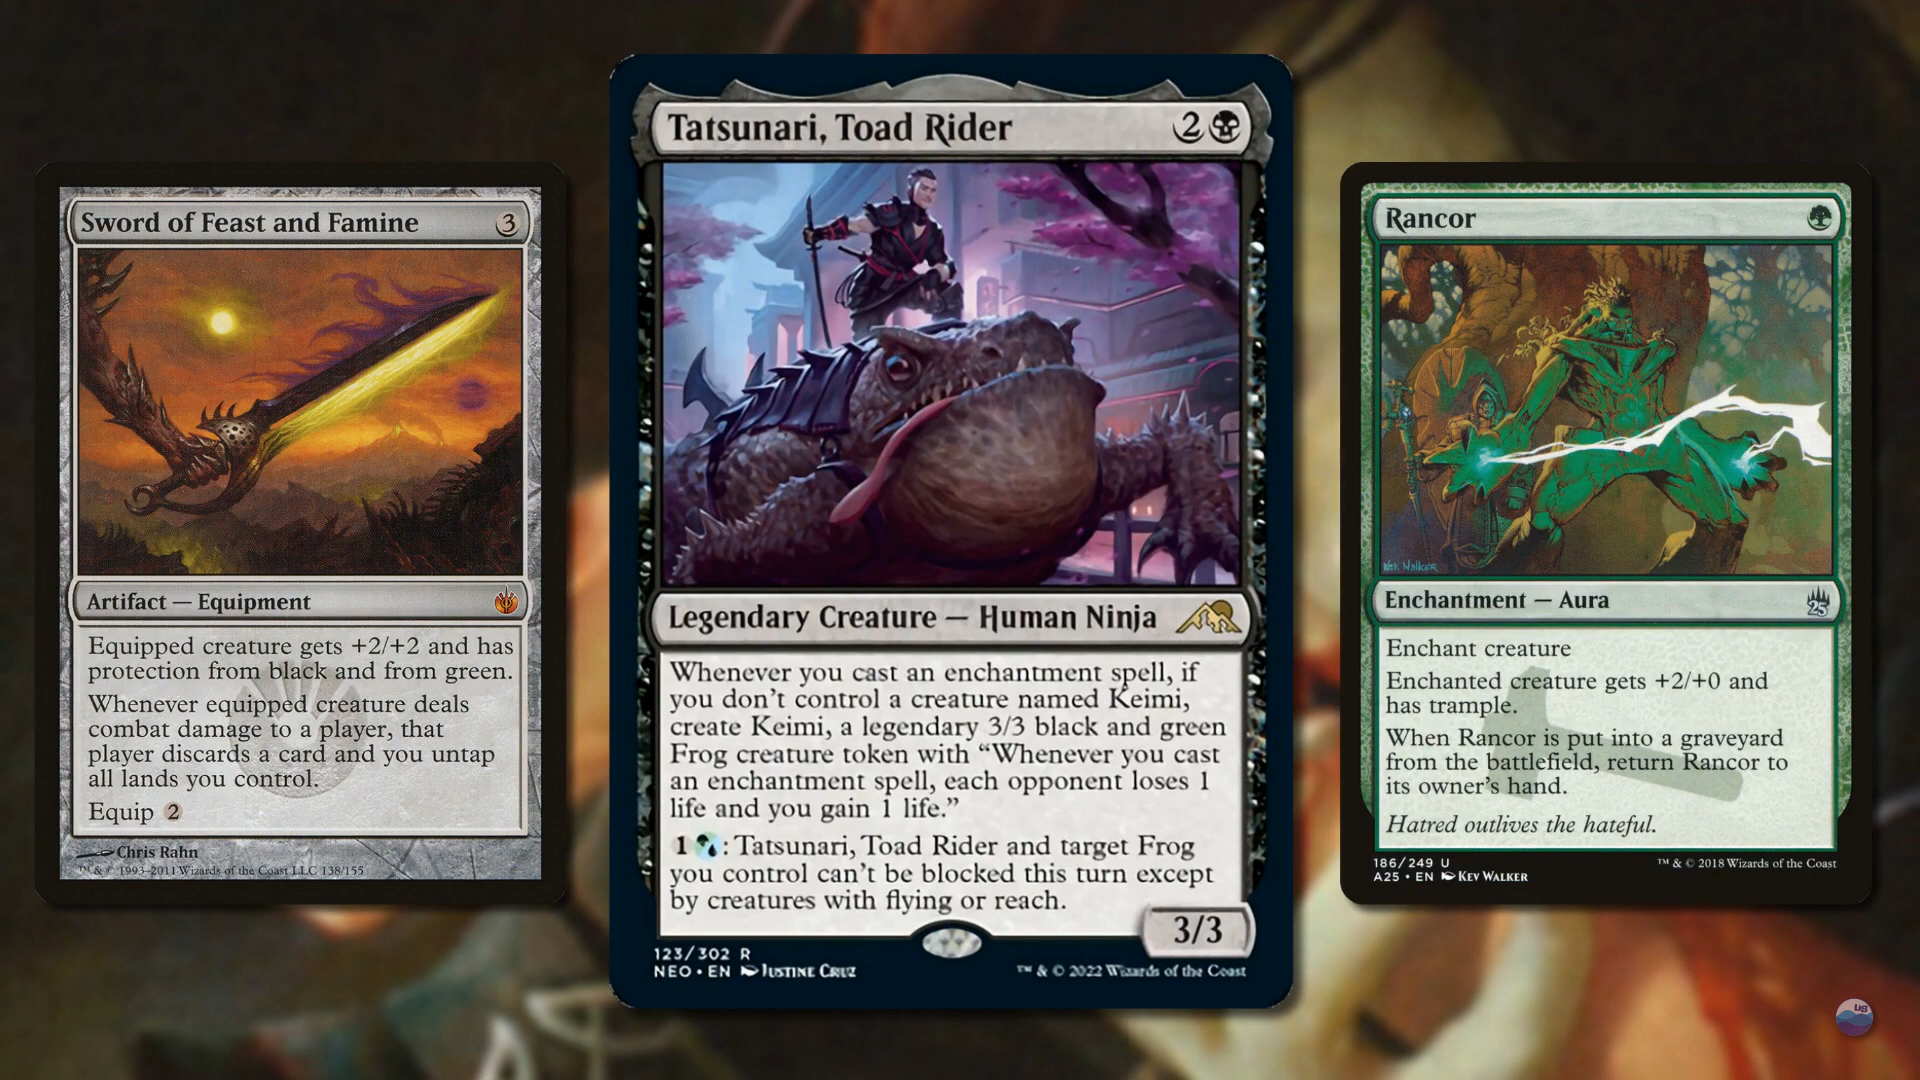 Sword of Feast and Famine 3
Artifact — Equipment
Equipped creature gets +2/+2 and has
protection from black and from green.
Whenever equipped creature deals
combat damage to a player, that
player discards a card and you untap
all lands you control.
Equip 2
Chris Rahn
™ & © 1993–2011 Wizards of the Coast LLC 138/155
Tatsunari, Toad Rider 2
Legendary Creature — Human Ninja
Whenever you cast an enchantment spell, if
you don't control a creature named Keimi,
create Keimi, a legendary 3/3 black and green
Frog creature token with "Whenever you cast
an enchantment spell, each opponent loses 1
life and you gain 1 life."
1 : Tatsunari, Toad Rider and target Frog
you control can't be blocked this turn except
by creatures with flying or reach.
3/3
123/302 R
NEO • EN Justine Cruz
™ & © 2022 Wizards of the Coast
Rancor
Kev Walker
Enchantment — Aura
25
Enchant creature
Enchanted creature gets +2/+0 and
has trample.
When Rancor is put into a graveyard
from the battlefield, return Rancor to
its owner's hand.
Hatred outlives the hateful.
186/249 U
A25 • EN Kev Walker
™ & © 2018 Wizards of the Coast
us